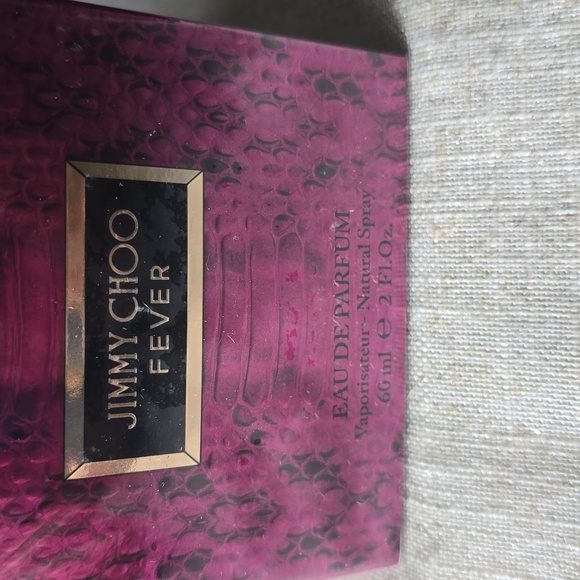 JIMMY CHOO
FEVER
EAU DE PARFUM
Vaporisateur - Natural Spray
60 ml ℮ 2 Fl.Oz.